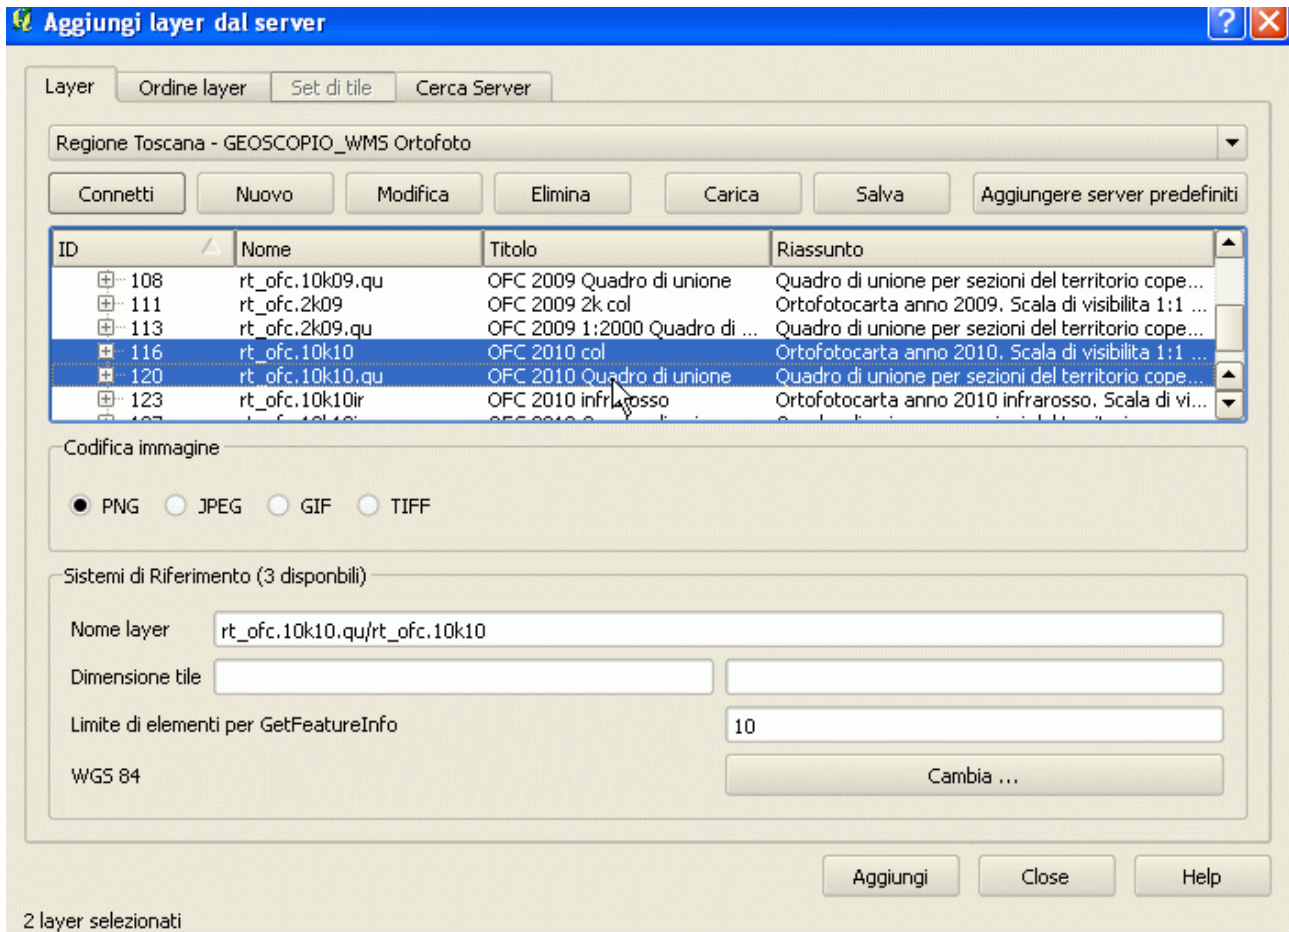 Aggiungi layer dal server
Layer Ordine layer Set di tile Cerca Server
Regione Toscana - GEOSCOPIO_WMS Ortofoto
Connetti Nuovo Modifica Elimina Carica Salva Aggiungere server predefiniti
ID Nome Titolo Riassunto
108 rt_ofc.10k09.qu OFC 2009 Quadro di unione Quadro di unione per sezioni del territorio cope...
111 rt_ofc.2k09 OFC 2009 2k col Ortofotocarta anno 2009. Scala di visibilita 1:1 ...
113 rt_ofc.2k09.qu OFC 2009 1:2000 Quadro di ... Quadro di unione per sezioni del territorio cope...
116 rt_ofc.10k10 OFC 2010 col Ortofotocarta anno 2010. Scala di visibilita 1:1 ...
120 rt_ofc.10k10.qu OFC 2010 Quadro di unione Quadro di unione per sezioni del territorio cope...
123 rt_ofc.10k10ir OFC 2010 infrarosso Ortofotocarta anno 2010 infrarosso. Scala di vi...
Codifica immagine
PNG JPEG GIF TIFF
Sistemi di Riferimento (3 disponbili)
Nome layer rt_ofc.10k10.qu/rt_ofc.10k10
Dimensione tile
Limite di elementi per GetFeatureInfo 10
WGS 84 Cambia ...
Aggiungi Close Help
2 layer selezionati